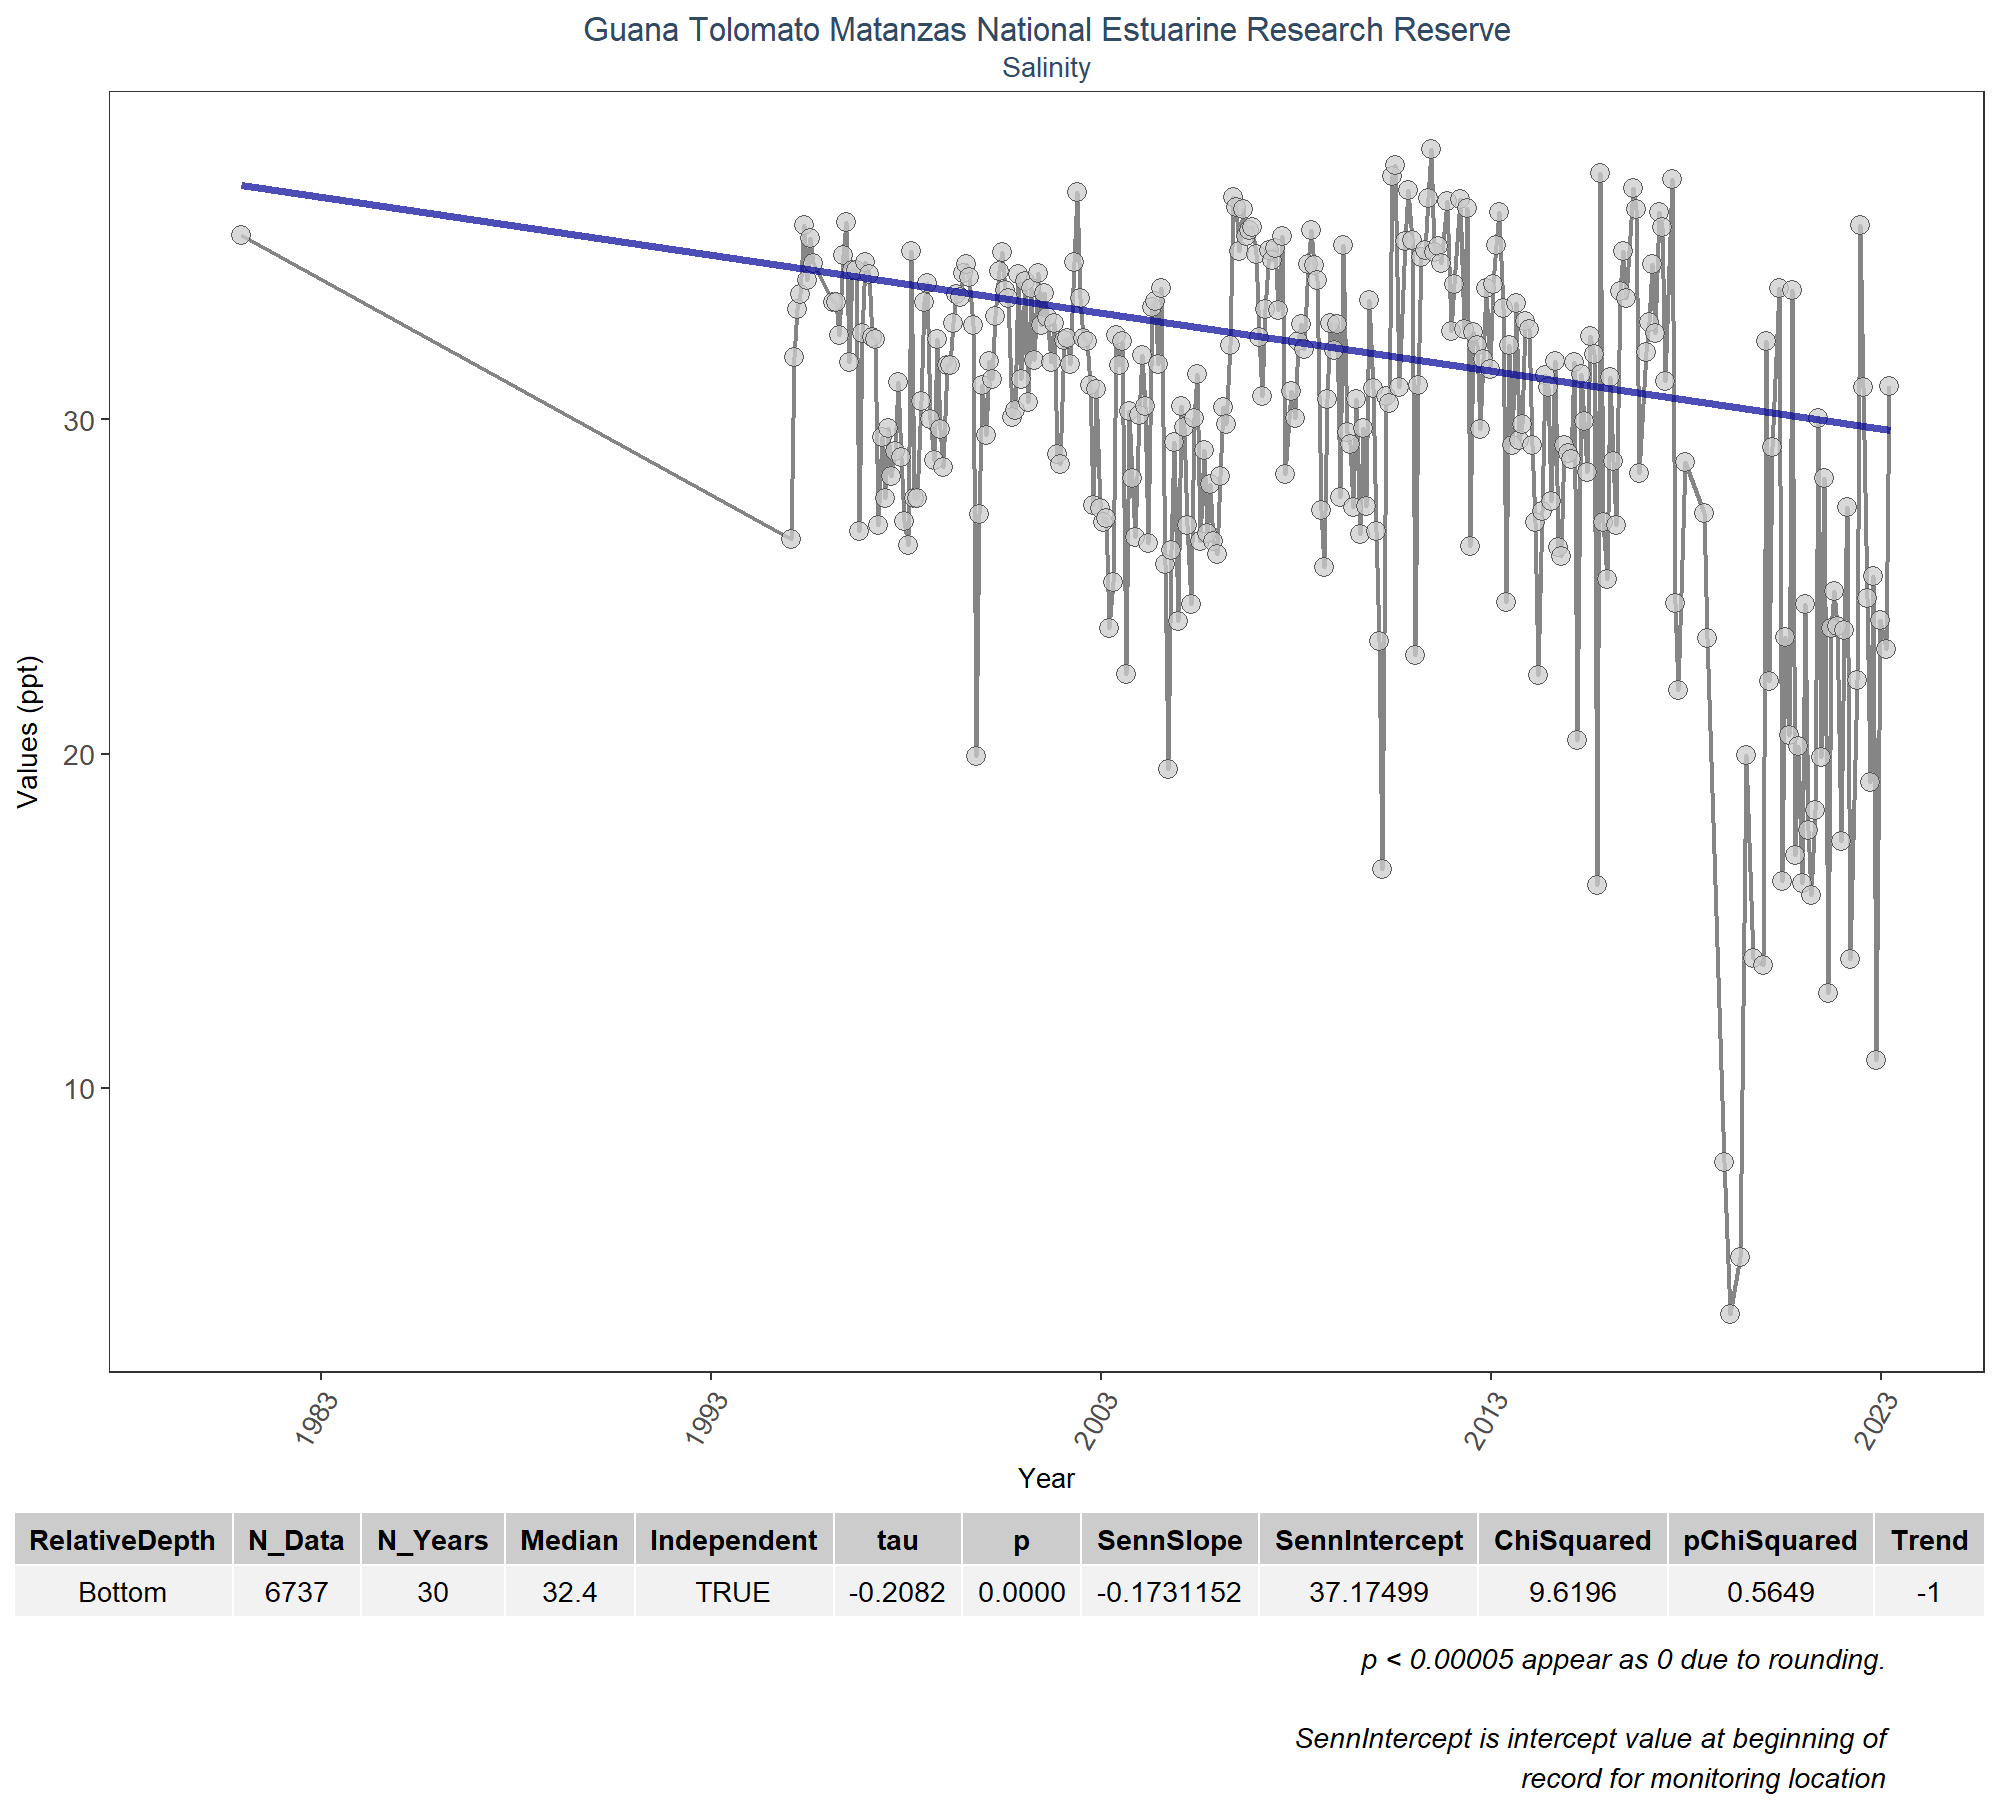 Guana Tolomato Matanzas National Estuarine Research Reserve
Salinity
30
20
10
Values (ppt)
1983 1993 2003 2013 2023
Year
RelativeDepth N_Data N_Years Median Independent tau p SennSlope SennIntercept ChiSquared pChiSquared Trend
Bottom 6737 30 32.4 TRUE -0.2082 0.0000 -0.1731152 37.17499 9.6196 0.5649 -1
p < 0.00005 appear as 0 due to rounding.
SennIntercept is intercept value at beginning of
record for monitoring location